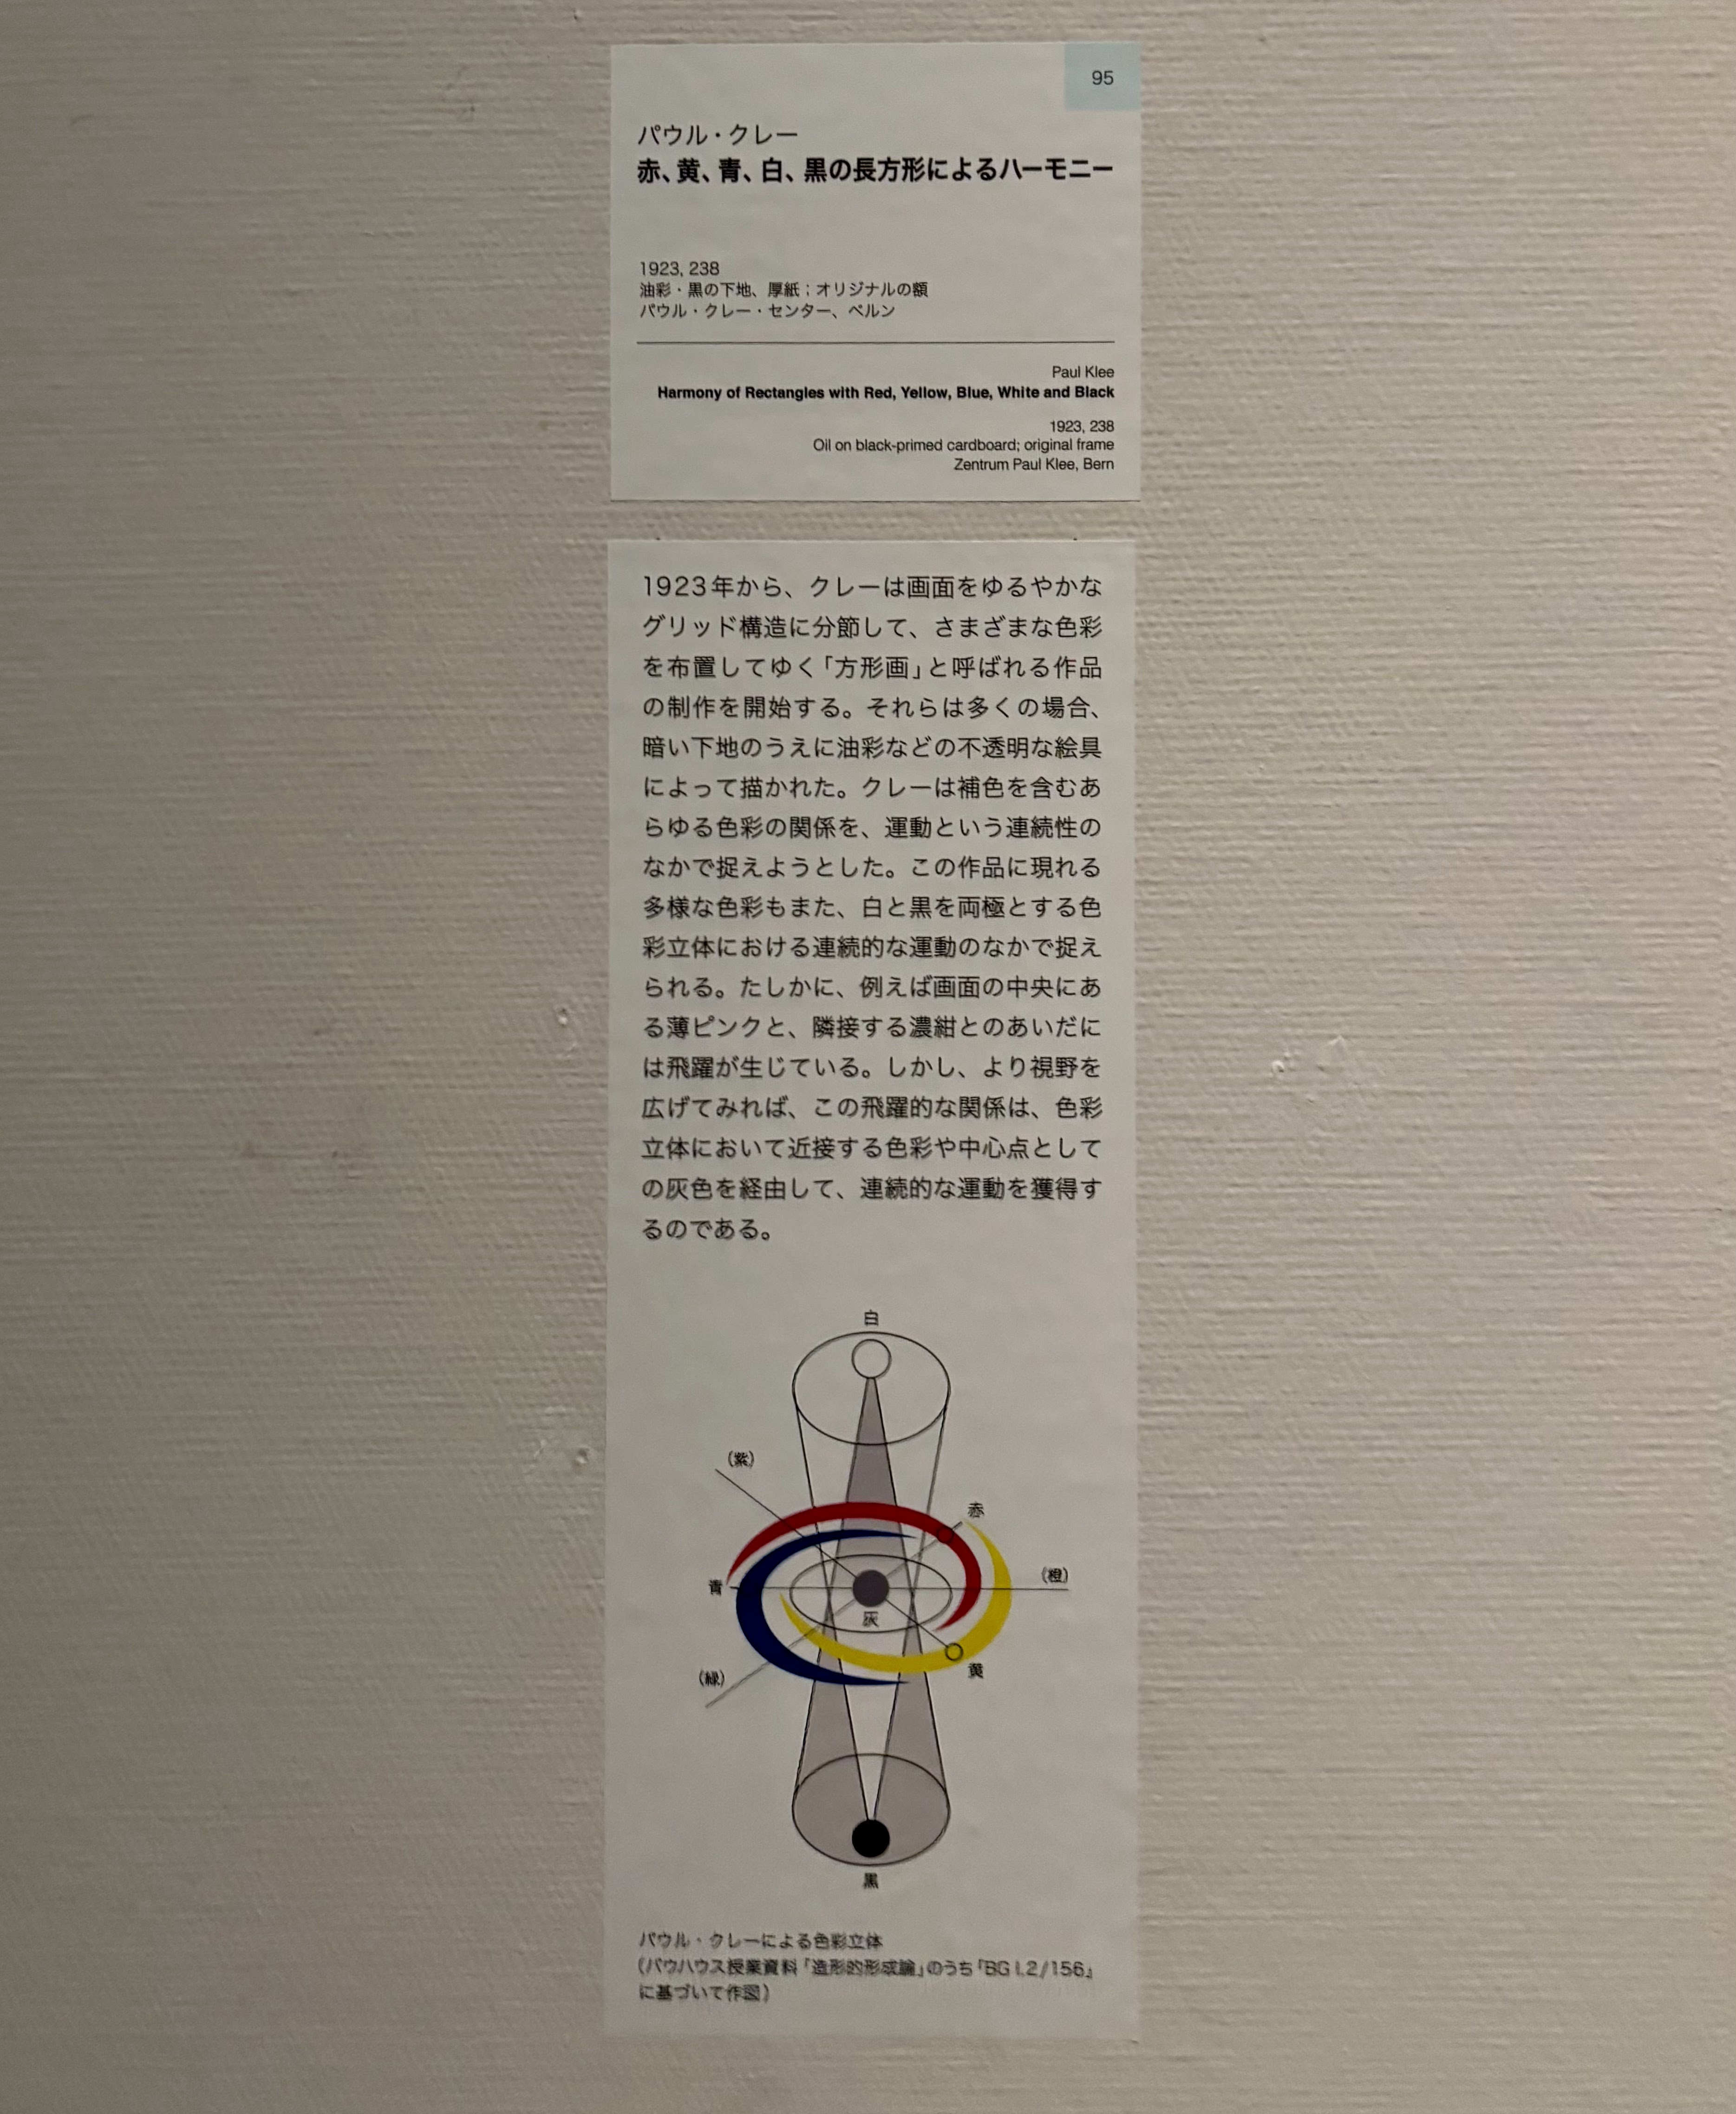 95
パウル・クレー
赤、黄、青、白、黒の長方形によるハーモニー
1923, 238
油彩・黒の下地、厚紙；オリジナルの額
パウル・クレー・センター、ベルン
Paul Klee
Harmony of Rectangles with Red, Yellow, Blue, White and Black
1923, 238
Oil on black-primed cardboard; original frame
Zentrum Paul Klee, Bern
1923年から、クレーは画面をゆるやかな
グリッド構造に分節して、さまざまな色彩
を布置してゆく「方形画」と呼ばれる作品
の制作を開始する。それらは多くの場合、
暗い下地のうえに油彩などの不透明な絵具
によって描かれた。クレーは補色を含むあ
らゆる色彩の関係を、運動という連続性の
なかで捉えようとした。この作品に現れる
多様な色彩もまた、白と黒を両極とする色
彩立体における連続的な運動のなかで捉え
られる。たしかに、例えば画面の中央にあ
る薄ピンクと、隣接する濃紺とのあいだに
は飛躍が生じている。しかし、より視野を
広げてみれば、この飛躍的な関係は、色彩
立体において近接する色彩や中心点として
の灰色を経由して、連続的な運動を獲得す
るのである。
白
（紫）
赤
青
（橙）
灰
（緑）
黄
黒
パウル・クレーによる色彩立体
（バウハウス授業資料「造形的形成論」のうち「BG I.2/156」
に基づいて作図）